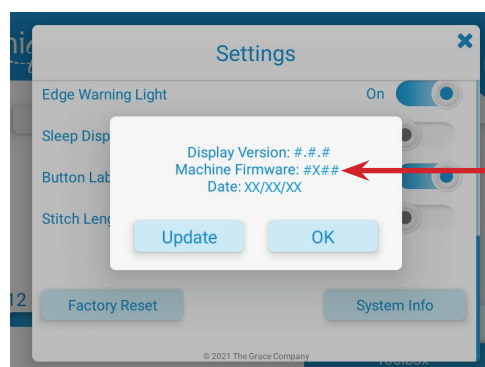 Settings
Edge Warning Light On
Sleep Disp
Display Version: #.#.#
Machine Firmware: #X##
Button Lab
Date: XX/XX/XX
Stitch Leng
Update OK
12
Factory Reset System Info
© 2021 The Grace Company